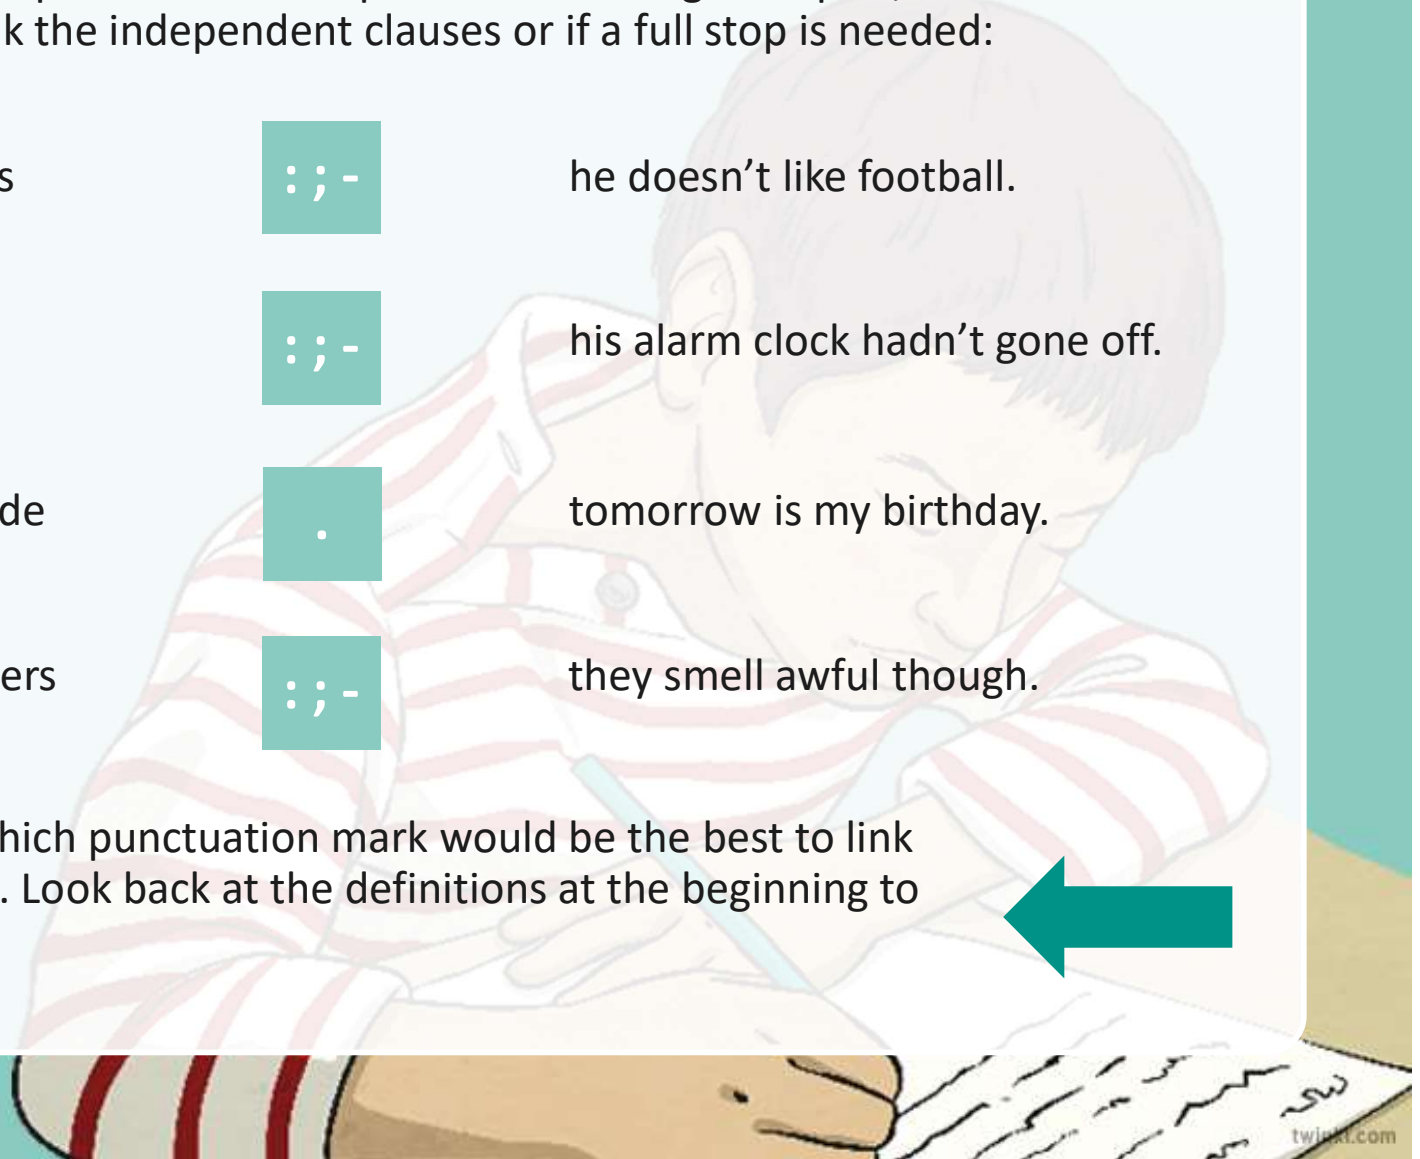 k the independent clauses or if a full stop is needed:
s : ; - he doesn't like football.
: ; - his alarm clock hadn't gone off.
de . tomorrow is my birthday.
ers : ; - they smell awful though.
hich punctuation mark would be the best to link
. Look back at the definitions at the beginning to
twinkl.com